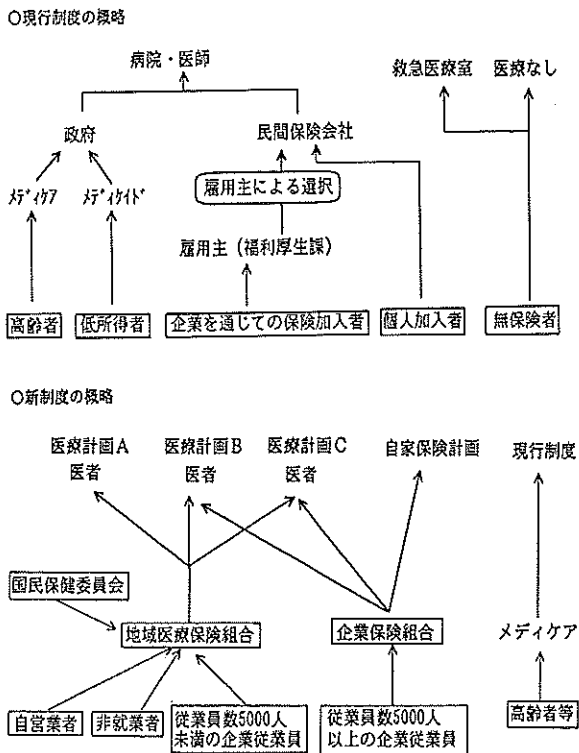 ○現行制度の概略
病院・医師
救急医療室 医療なし
政府
民間保険会社
雇用主による選択
メディケア メディケイド
雇用主（福利厚生課）
高齢者 低所得者 企業を通じての保険加入者 個人加入者 無保険者
○新制度の概略
医療計画A 医療計画B 医療計画C 自家保険計画 現行制度
医者 医者 医者
国民保健委員会
地域医療保険組合 企業保険組合 メディケア
自営業者 非就業者 従業員数5000人 従業員数5000人 高齢者等
未満の企業従業員 以上の企業従業員